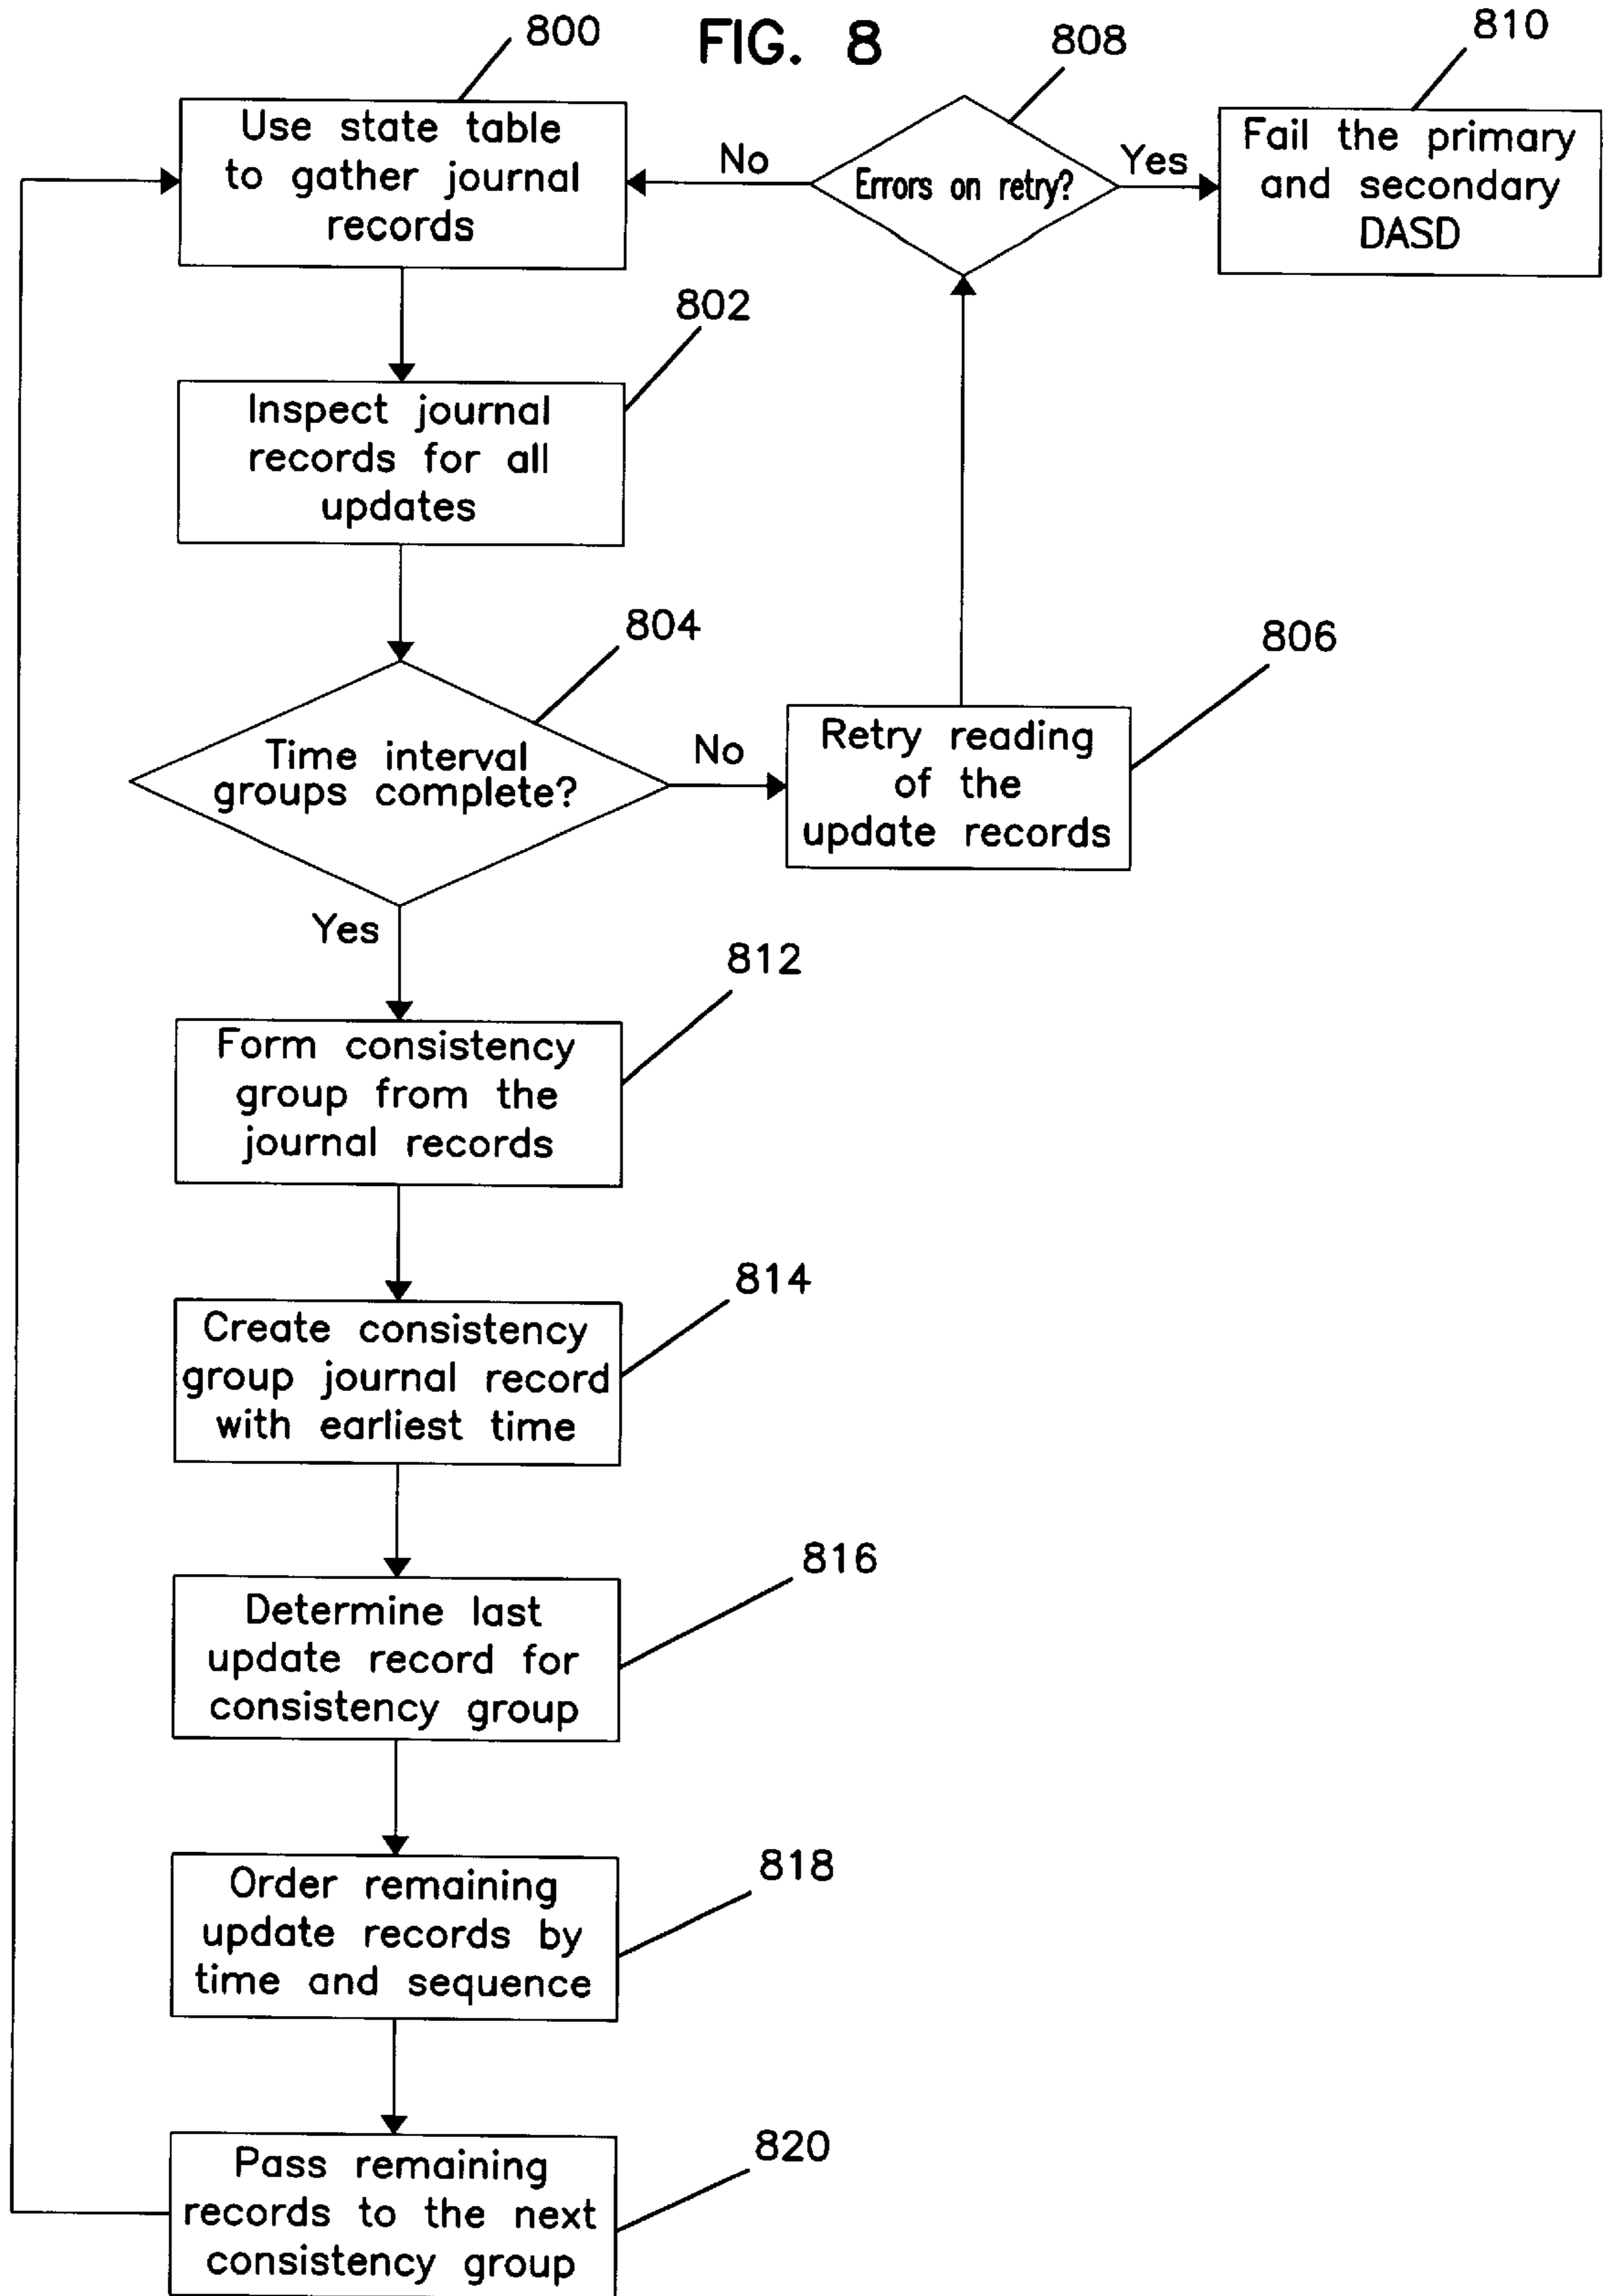 FIG. 8
800
Use state table
to gather journal
records
No
808
Errors on retry?
Yes
810
Fail the primary
and secondary
DASD
802
Inspect journal
records for all
updates
804
Time interval
groups complete?
No
806
Retry reading
of the
update records
Yes
812
Form consistency
group from the
journal records
814
Create consistency
group journal record
with earliest time
816
Determine last
update record for
consistency group
818
Order remaining
update records by
time and sequence
820
Pass remaining
records to the next
consistency group